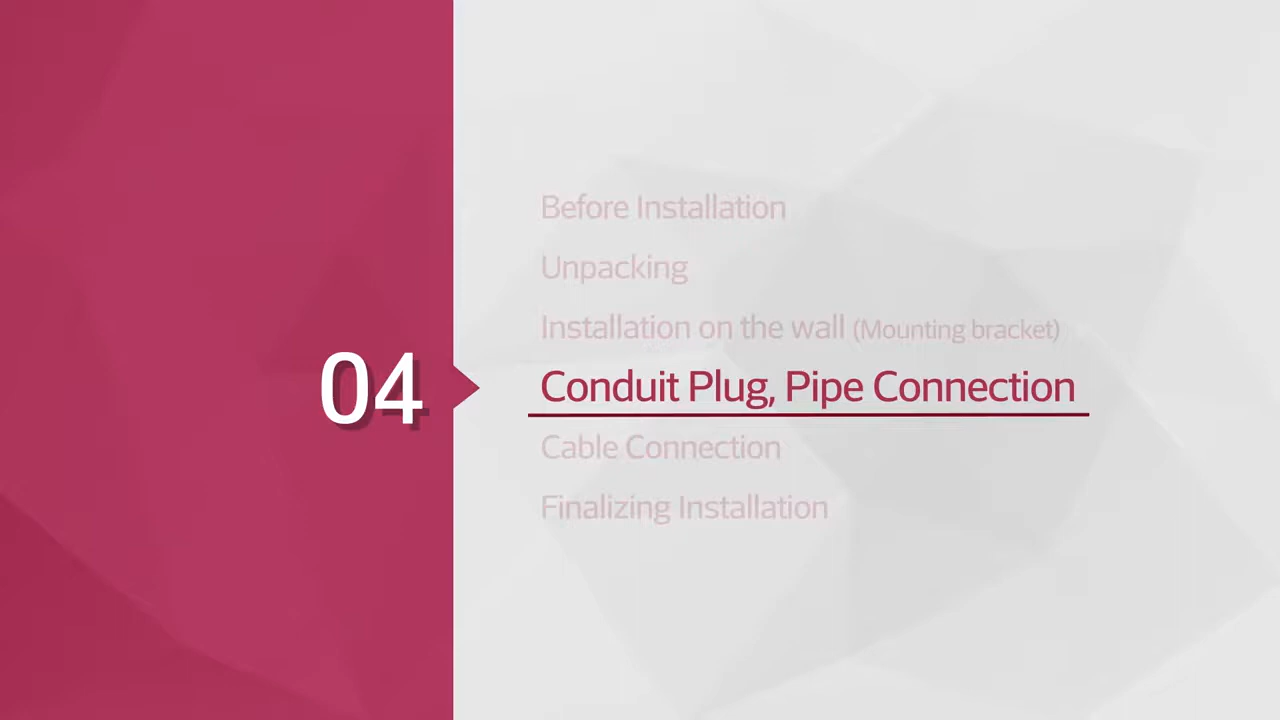 Before Installation
Unpacking
Installation on the wall (Mounting bracket)
04 Conduit Plug, Pipe Connection
Cable Connection
Finalizing Installation